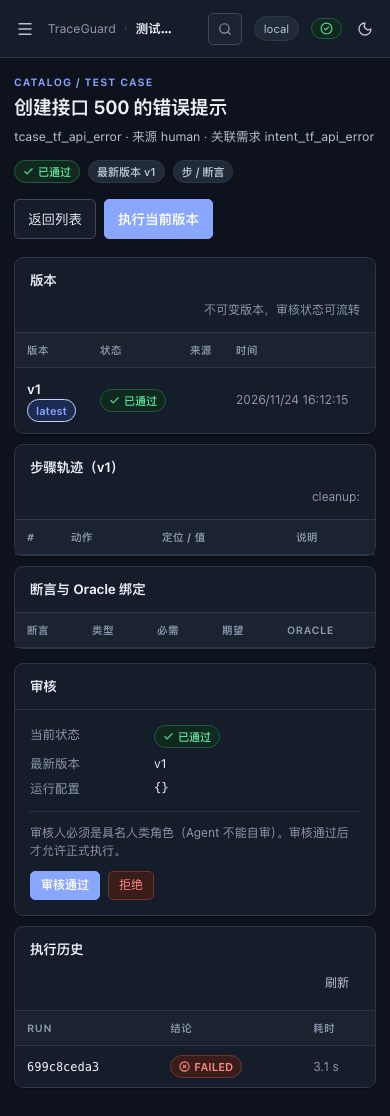 TraceGuard › 测试... local
CATALOG / TEST CASE
创建接口 500 的错误提示
tcase_tf_api_error · 来源 human · 关联需求 intent_tf_api_error
已通过 最新版本 v1 步 / 断言
返回列表 执行当前版本
版本
不可变版本，审核状态可流转
版本 状态 来源 时间
v1
latest 已通过 2026/11/24 16:12:15
步骤轨迹（v1）
cleanup:
# 动作 定位 / 值 说明
断言与 Oracle 绑定
断言 类型 必需 期望 ORACLE
审核
当前状态 已通过
最新版本 v1
运行配置 {}
审核人必须是具名人类角色（Agent 不能自审）。审核通过后
才允许正式执行。
审核通过 拒绝
执行历史
刷新
RUN 结论 耗时
699c8ceda3 FAILED 3.1 s